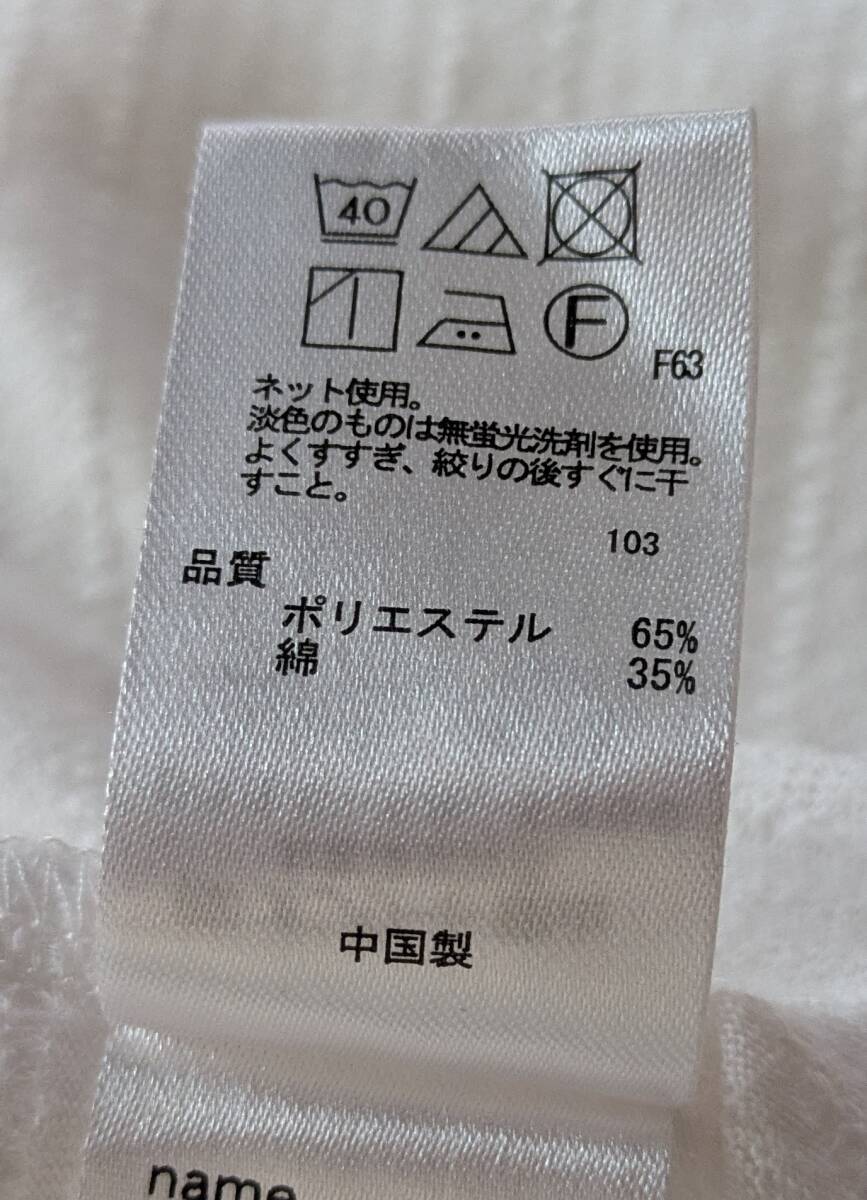 40
F
F63
ネット使用。
淡色のものは無蛍光洗剤を使用。
よくすすぎ、絞りの後すぐに干
すこと。
103
品質
ポリエステル 65%
綿 35%
中国製
name